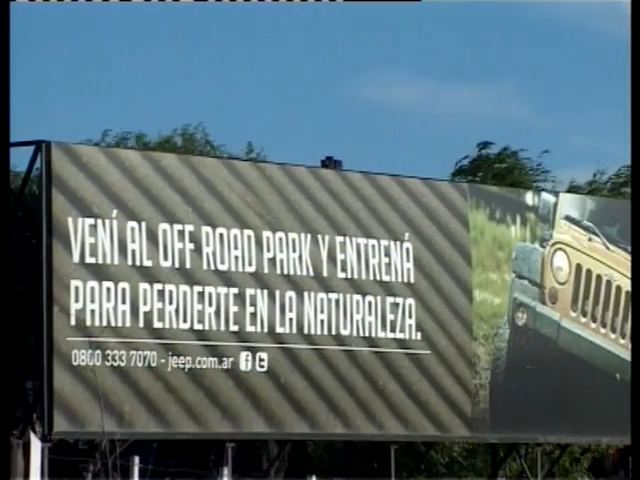 VENÍ AL OFF ROAD PARK Y ENTRENÁ
PARA PERDERTE EN LA NATURALEZA.
0800 333 7070 - jeep.com.ar f t